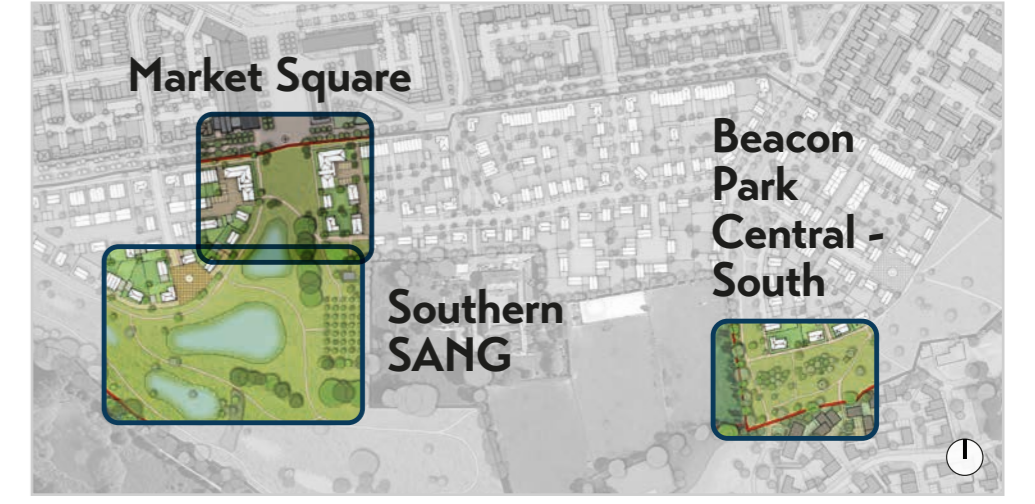 Market Square
Beacon
Park
Central -
South
Southern
SANG